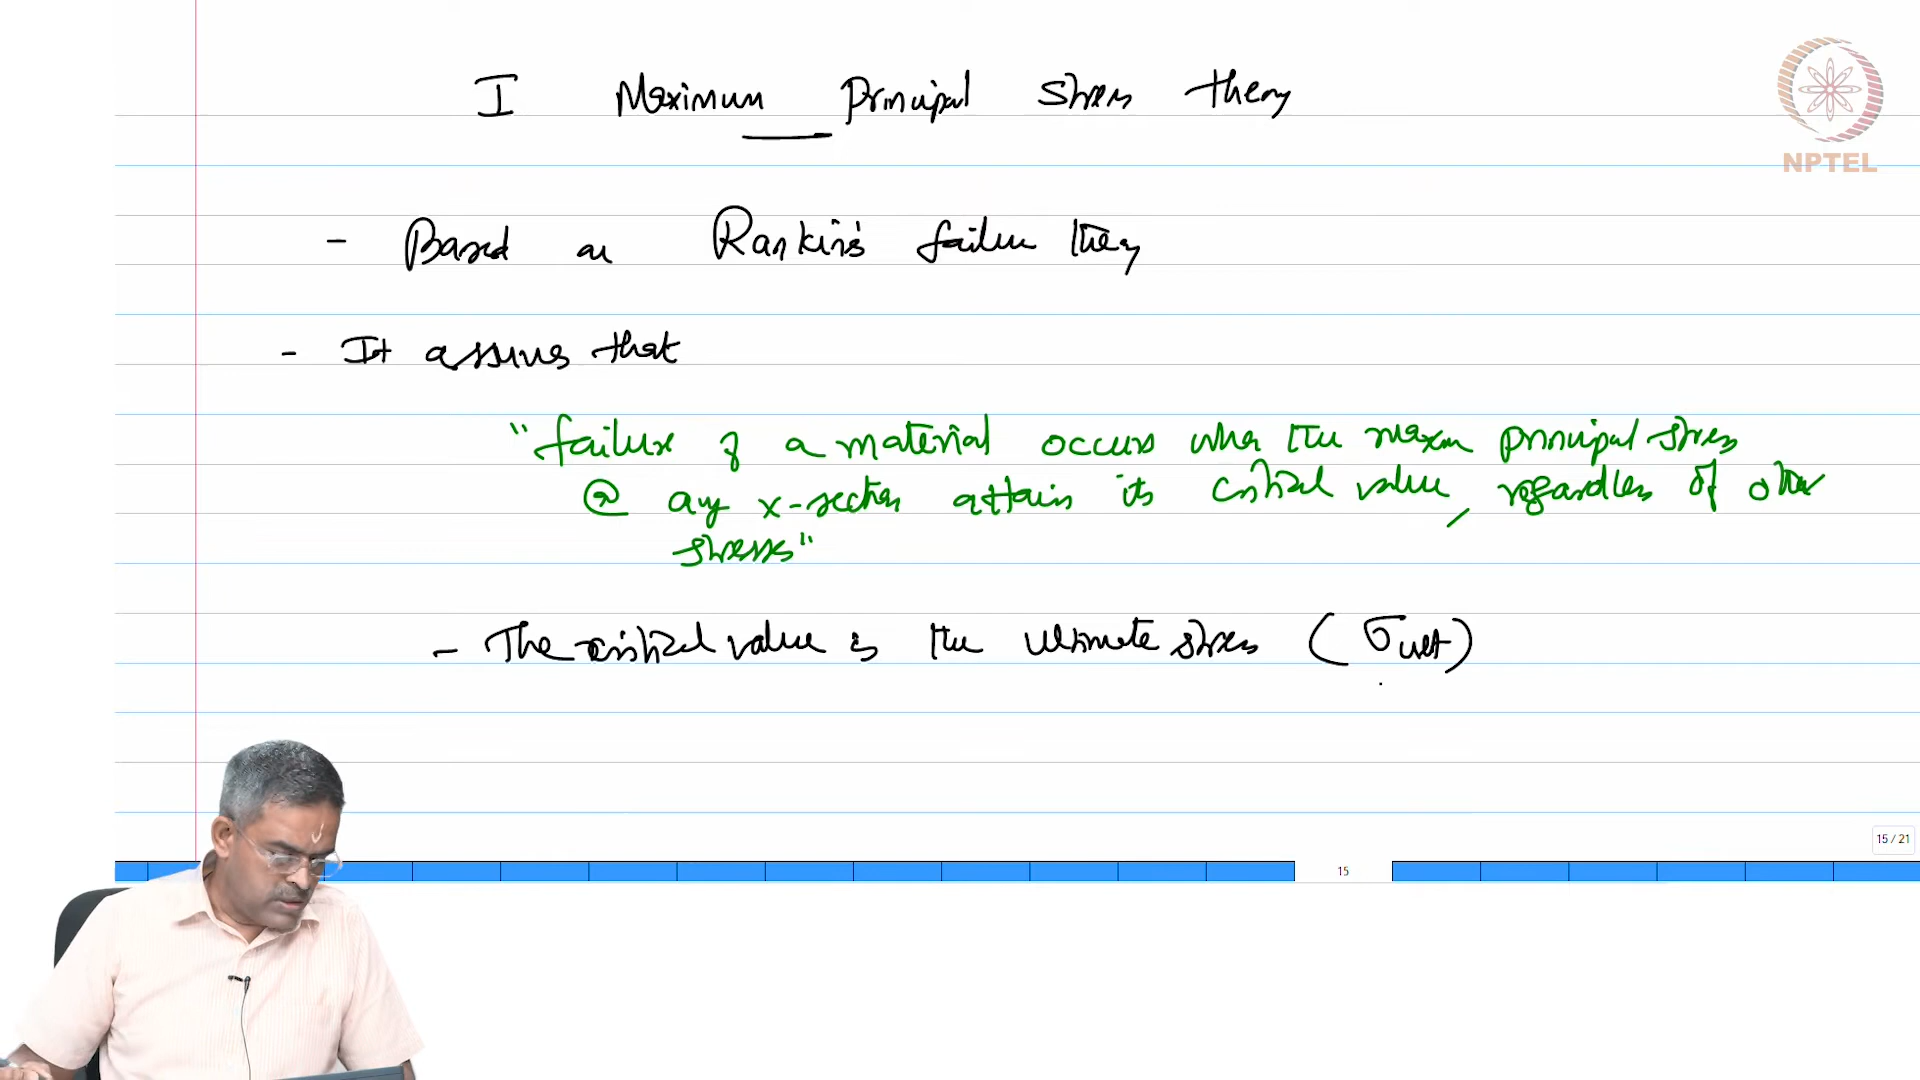 I Maximum principal stress theory
NPTEL
- Based on Rankin's failure theory
- It assumes that
"failure of a material occurs when the maxm principal stress
@ any x-section attains its critical value, regardless of other
stresses"
- The critical value is the ultimate stress (σult)
15 / 21
15